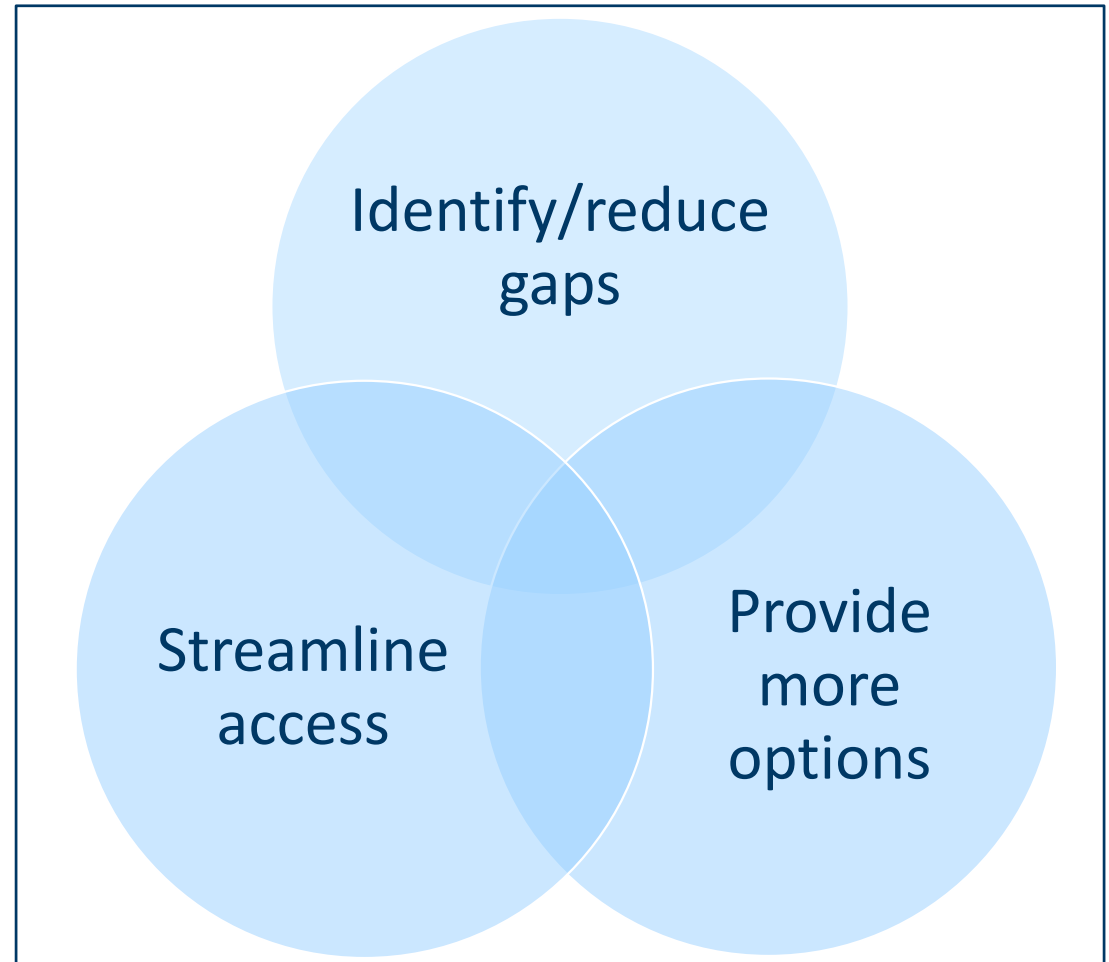 Identify/reduce
gaps
Streamline
access
Provide
more
options